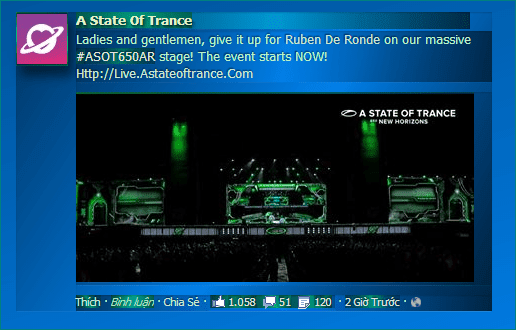 A State Of Trance
Ladies and gentlemen, give it up for Ruben De Ronde on our massive
#ASOT650AR stage! The event starts NOW!
Http://Live.Astateoftrance.Com
A STATE OF TRANCE
650 NEW HORIZONS
Thích · Bình luận · Chia Sẻ · 1.058 51 120 · 2 Giờ Trước ·